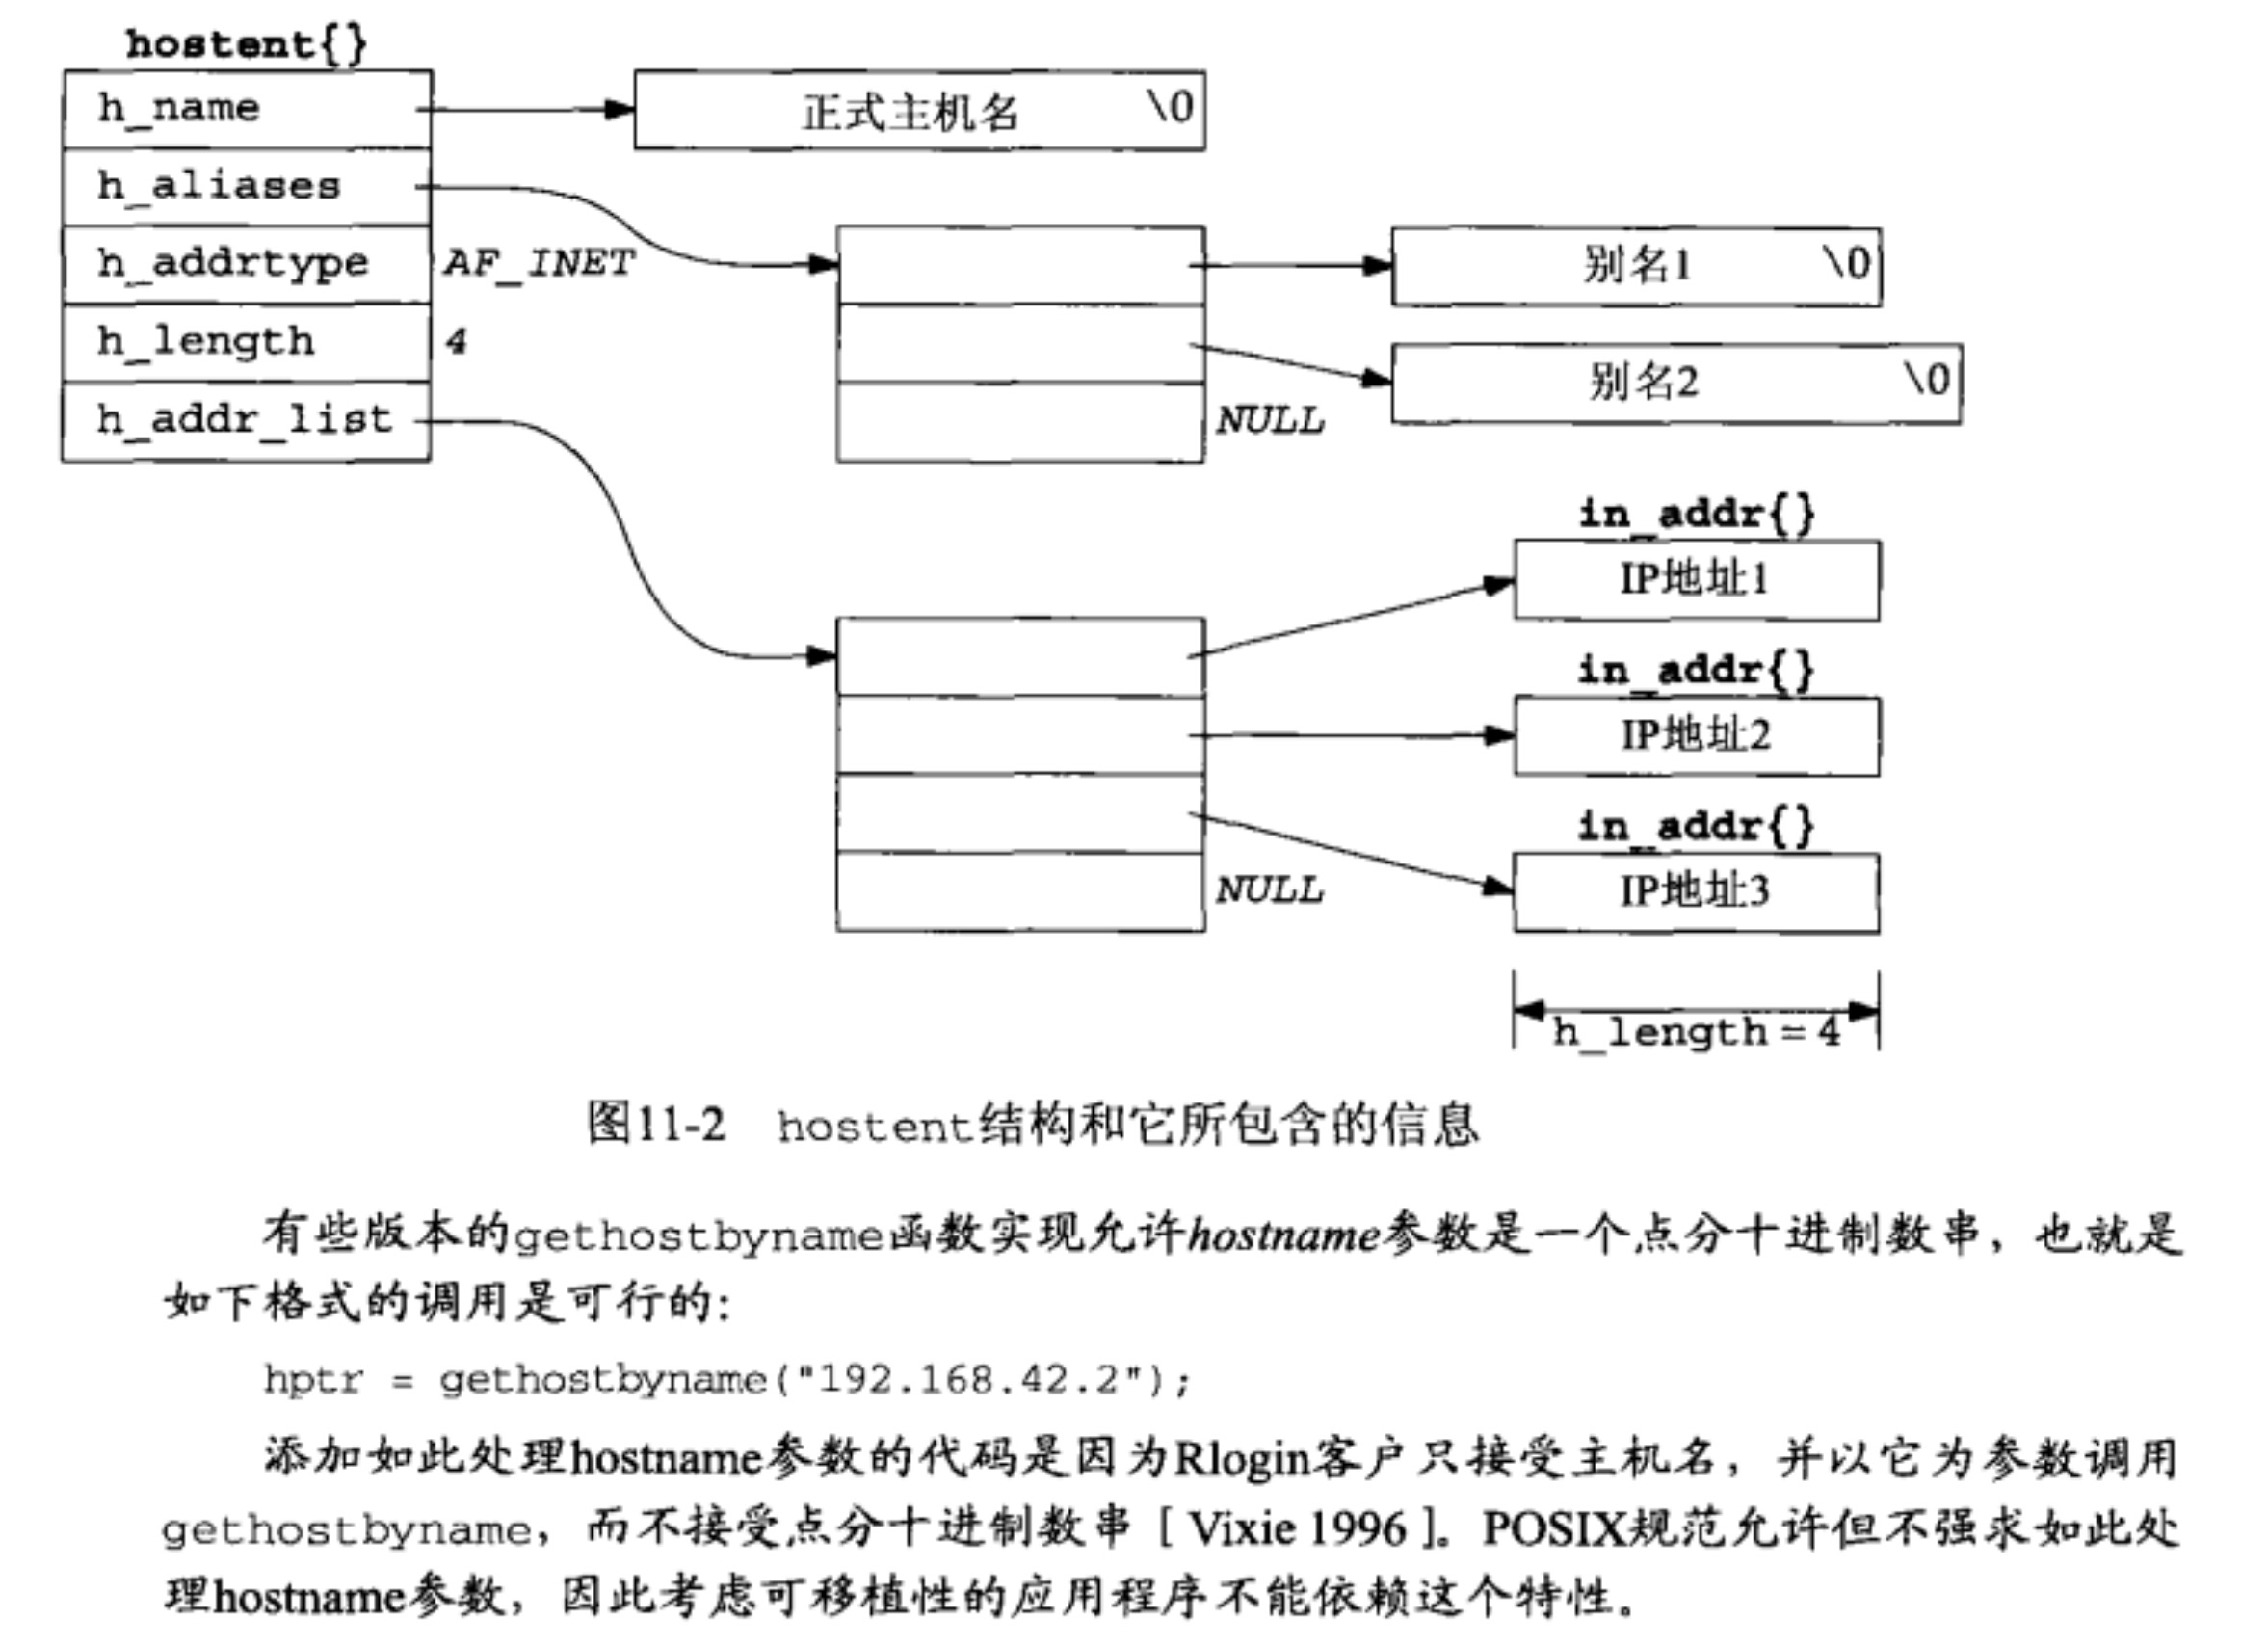 hostent{}
h_name
正式主机名 \0
h_aliases
h_addrtype AF_INET
别名1 \0
h_length 4
别名2 \0
h_addr_list
NULL
in_addr{}
IP地址1
in_addr{}
IP地址2
in_addr{}
NULL
IP地址3
h_length = 4
图11-2 hostent结构和它所包含的信息
有些版本的gethostbyname函数实现允许hostname参数是一个点分十进制数串，也就是
如下格式的调用是可行的：
hptr = gethostbyname("192.168.42.2");
添加如此处理hostname参数的代码是因为Rlogin客户只接受主机名，并以它为参数调用
gethostbyname，而不接受点分十进制数串［Vixie 1996］。POSIX规范允许但不强求如此处
理hostname参数，因此考虑可移植性的应用程序不能依赖这个特性。